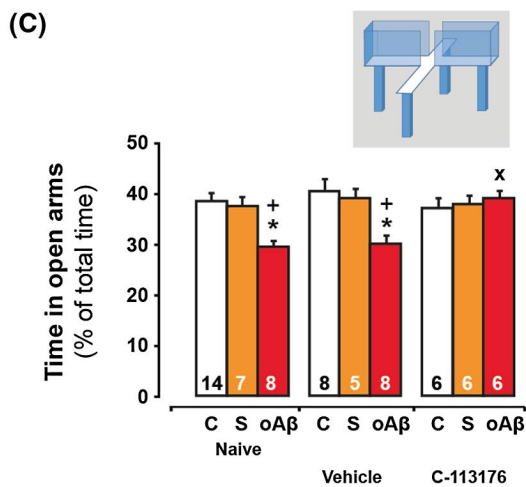 (C)
Time in open arms
(% of total time)
50
40
30
20
10
0
+
*
+
*
x
14 7 8 8 5 8 6 6 6
C S oAβ C S oAβ C S oAβ
Naive
Vehicle C-113176